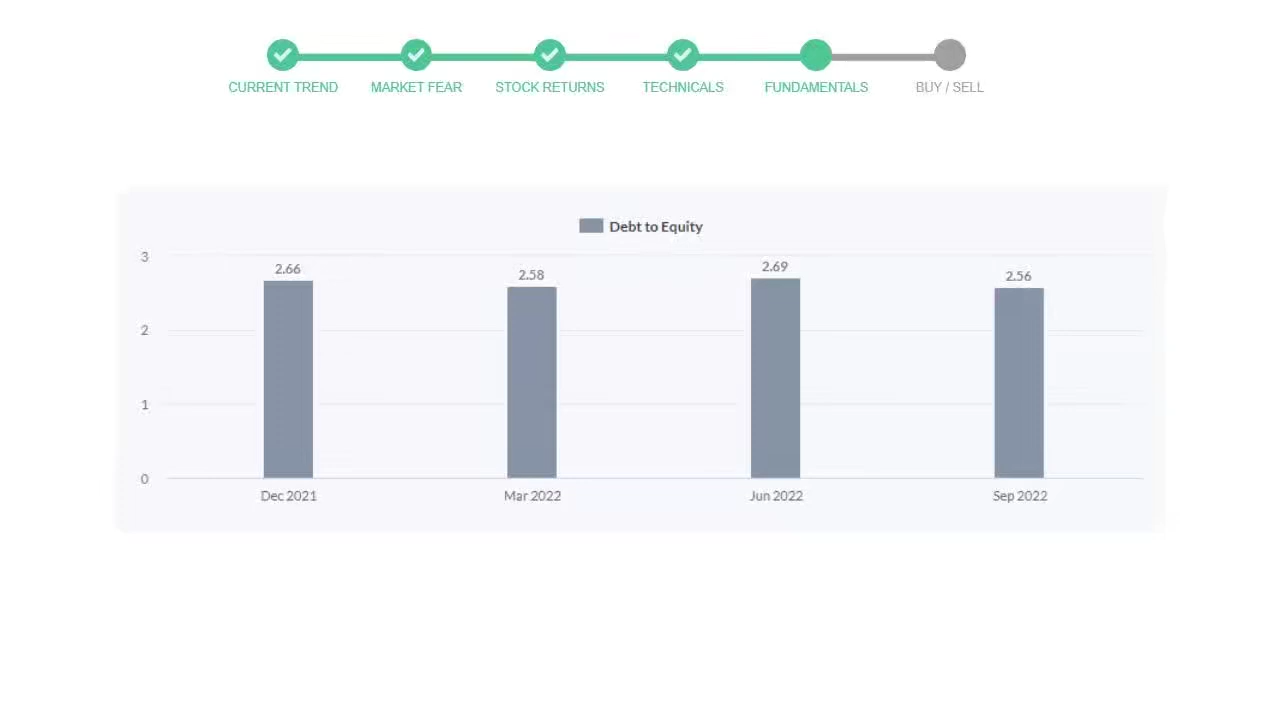 CURRENT TREND MARKET FEAR STOCK RETURNS TECHNICALS FUNDAMENTALS BUY / SELL
Debt to Equity
3
2.66 2.58 2.69 2.56
2
1
0
Dec 2021 Mar 2022 Jun 2022 Sep 2022